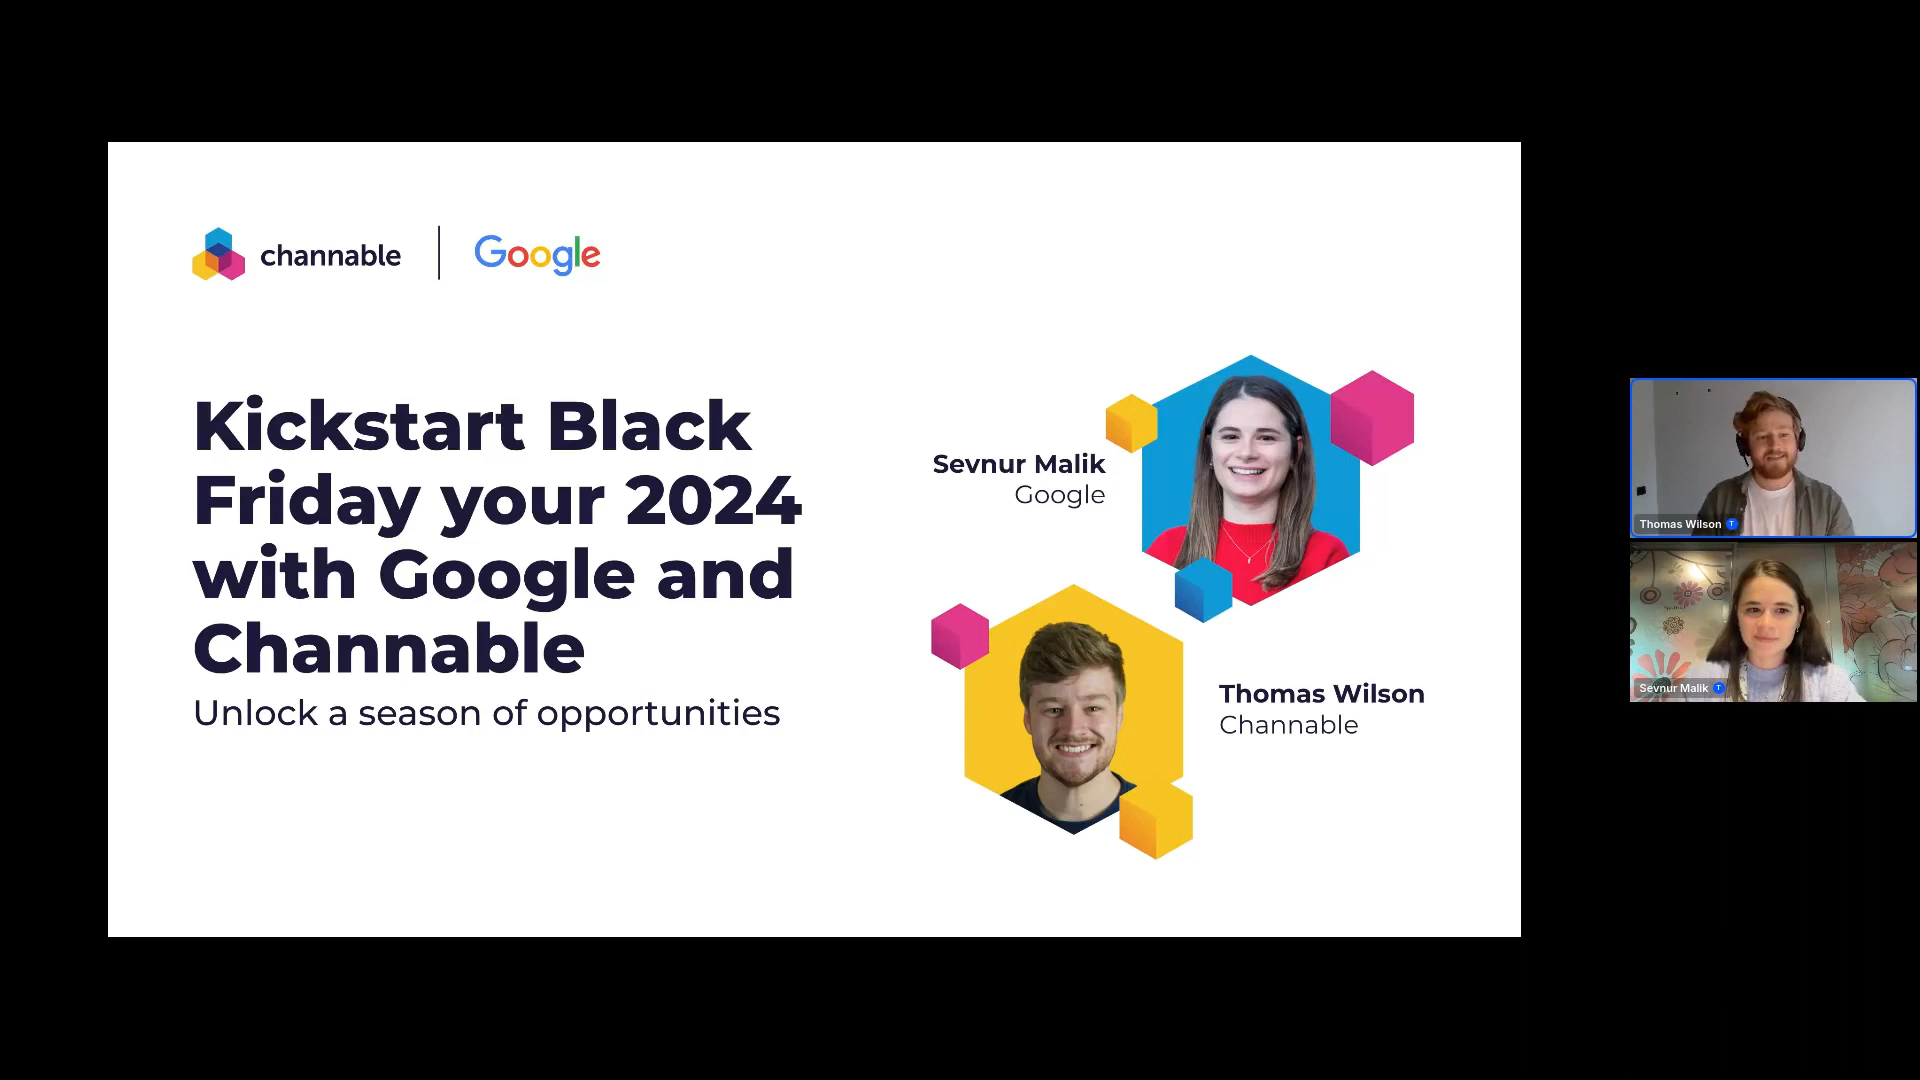 channable
Google
Kickstart Black
Friday your 2024
with Google and
Channable
Unlock a season of opportunities
Sevnur Malik
Google
Thomas Wilson
Channable
Thomas Wilson T
Sevnur Malik T